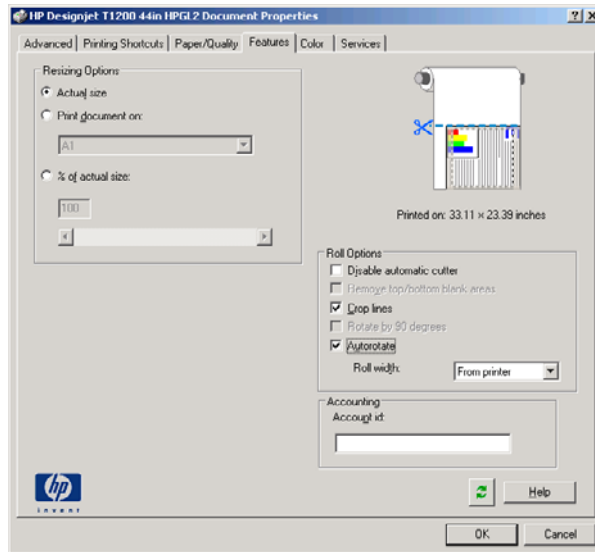 HP Designjet T1200 44in HPGL2 Document Properties
Advanced
Printing Shortcuts
Paper/Quality
Features
Color
Services
Resizing Options
Actual size
Print document on:
A1
% of actual size:
100
Printed on: 33.11 × 23.39 inches
Roll Options
Disable automatic cutter
Remove top/bottom blank areas
Crop lines
Rotate by 90 degrees
Autorotate
Roll width:
From printer
Accounting
Account id:
hp
invent
Help
OK
Cancel